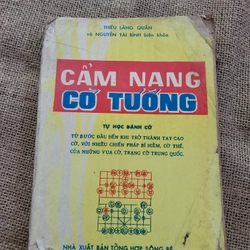 THIẾU LĂNG QUÂN
và NGUYỄN TẠI BÌNH biên khảo
CẨM NANG
CỜ TƯỚNG
TỰ HỌC ĐÁNH CỜ
TỪ BƯỚC ĐẦU ĐẾN KHI TRỞ THÀNH TAY CAO
CỜ, VỚI NHIỀU CHIẾN PHÁP BÍ HIỂM, CỜ THẾ,
CỦA NHỮNG VUA CỜ, TRẠNG CỜ TRUNG QUỐC.
NHÀ XUẤT BẢN TỔNG HỢP SÔNG BÉ